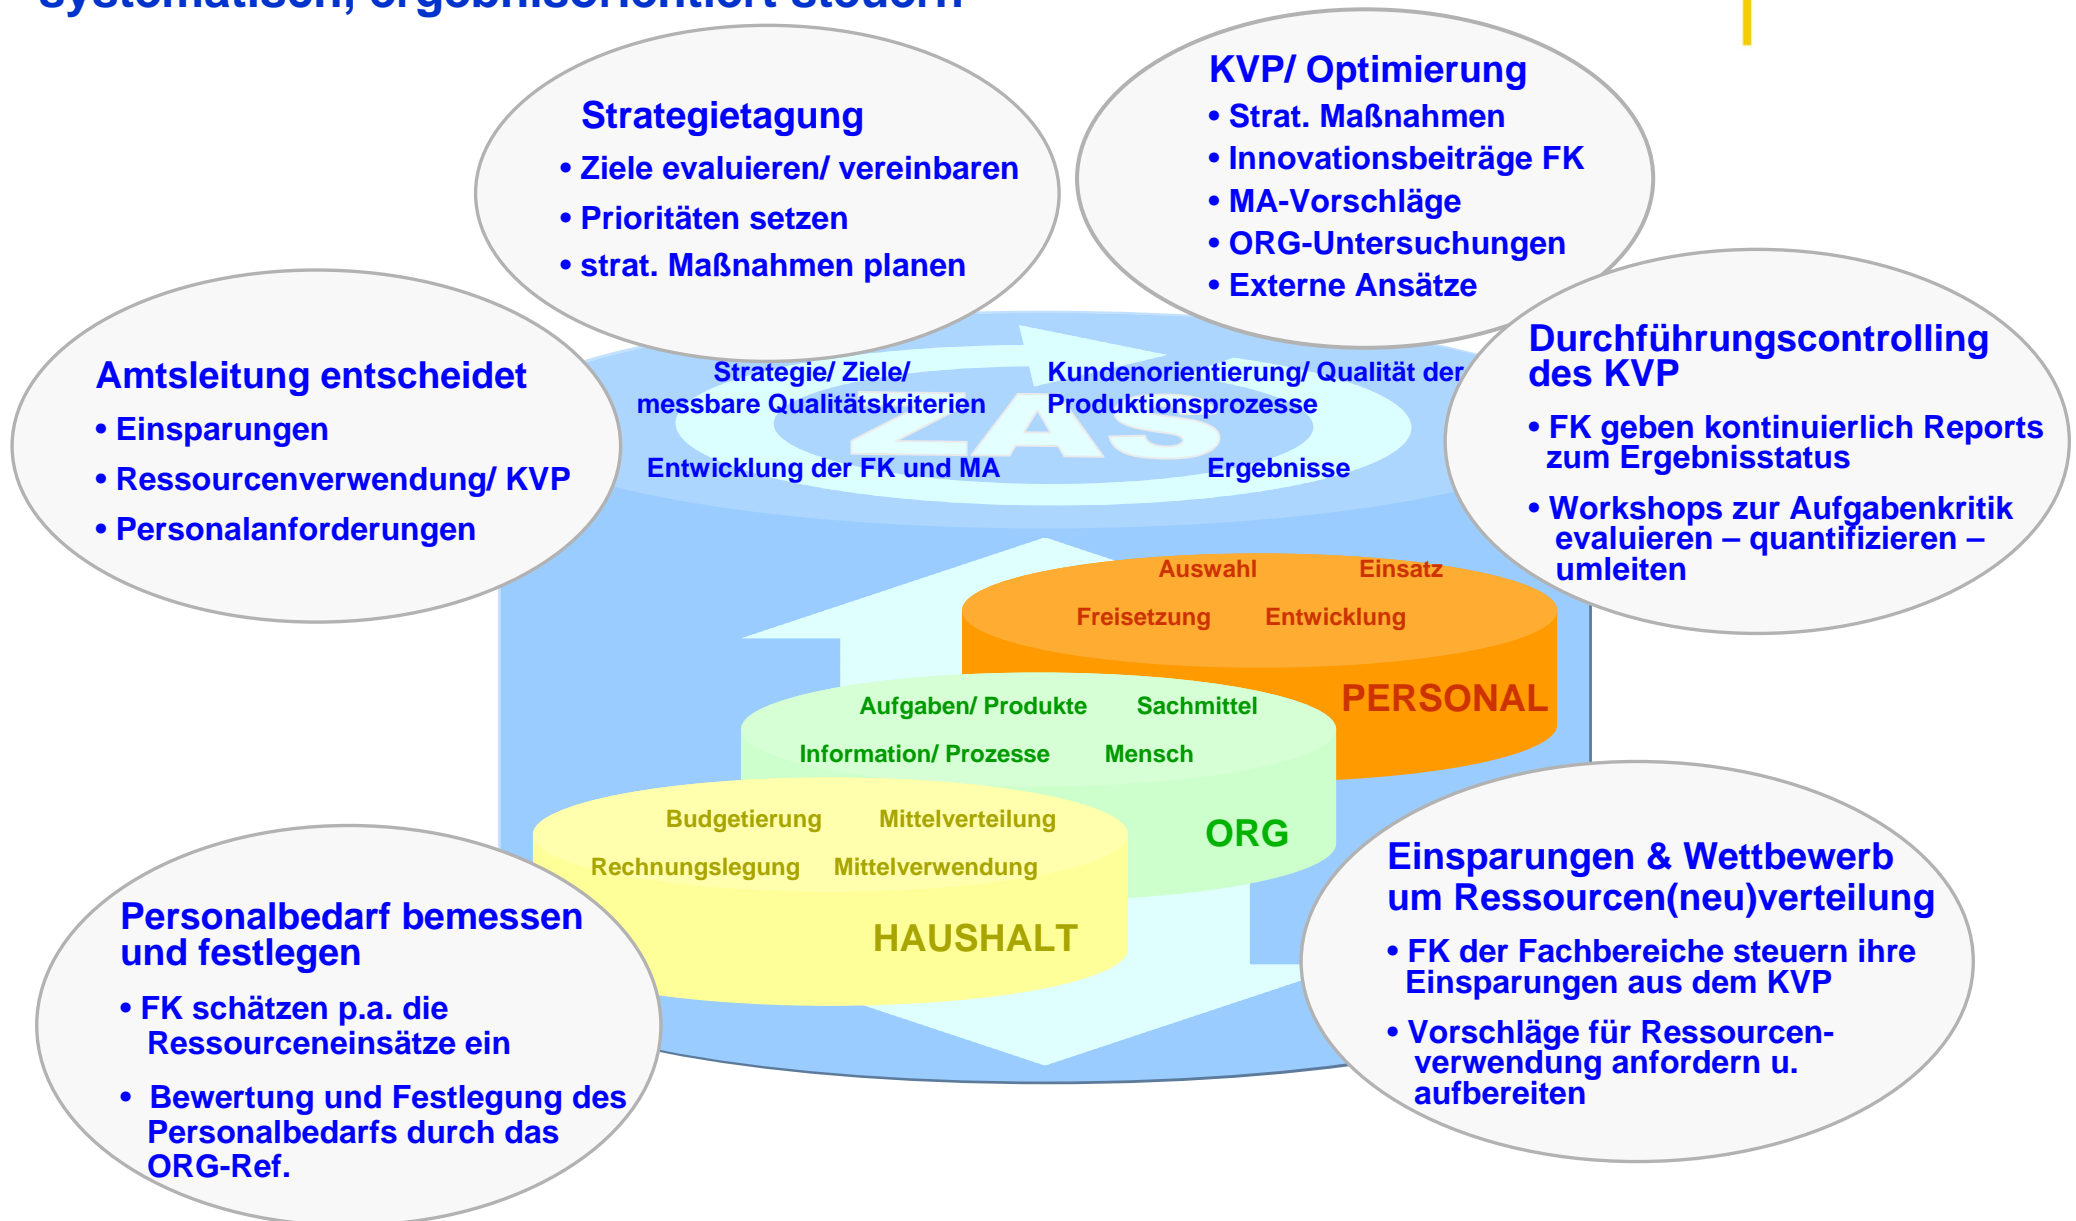 systematisch, ergebnisorientiert steuern
Strategietagung
• Ziele evaluieren/ vereinbaren
• Prioritäten setzen
• strat. Maßnahmen planen
KVP/ Optimierung
• Strat. Maßnahmen
• Innovationsbeiträge FK
• MA-Vorschläge
• ORG-Untersuchungen
• Externe Ansätze
Amtsleitung entscheidet
• Einsparungen
• Ressourcenverwendung/ KVP
• Personalanforderungen
Durchführungscontrolling
des KVP
• FK geben kontinuierlich Reports
zum Ergebnisstatus
• Workshops zur Aufgabenkritik
evaluieren – quantifizieren –
umleiten
Strategie/ Ziele/
messbare Qualitätskriterien
Kundenorientierung/ Qualität der
Produktionsprozesse
ZAS
Entwicklung der FK und MA
Ergebnisse
Auswahl Einsatz
Freisetzung Entwicklung
PERSONAL
Aufgaben/ Produkte Sachmittel
Information/ Prozesse Mensch
ORG
Budgetierung Mittelverteilung
Rechnungslegung Mittelverwendung
HAUSHALT
Personalbedarf bemessen
und festlegen
• FK schätzen p.a. die
Ressourceneinsätze ein
• Bewertung und Festlegung des
Personalbedarfs durch das
ORG-Ref.
Einsparungen & Wettbewerb
um Ressourcen(neu)verteilung
• FK der Fachbereiche steuern ihre
Einsparungen aus dem KVP
• Vorschläge für Ressourcen-
verwendung anfordern u.
aufbereiten